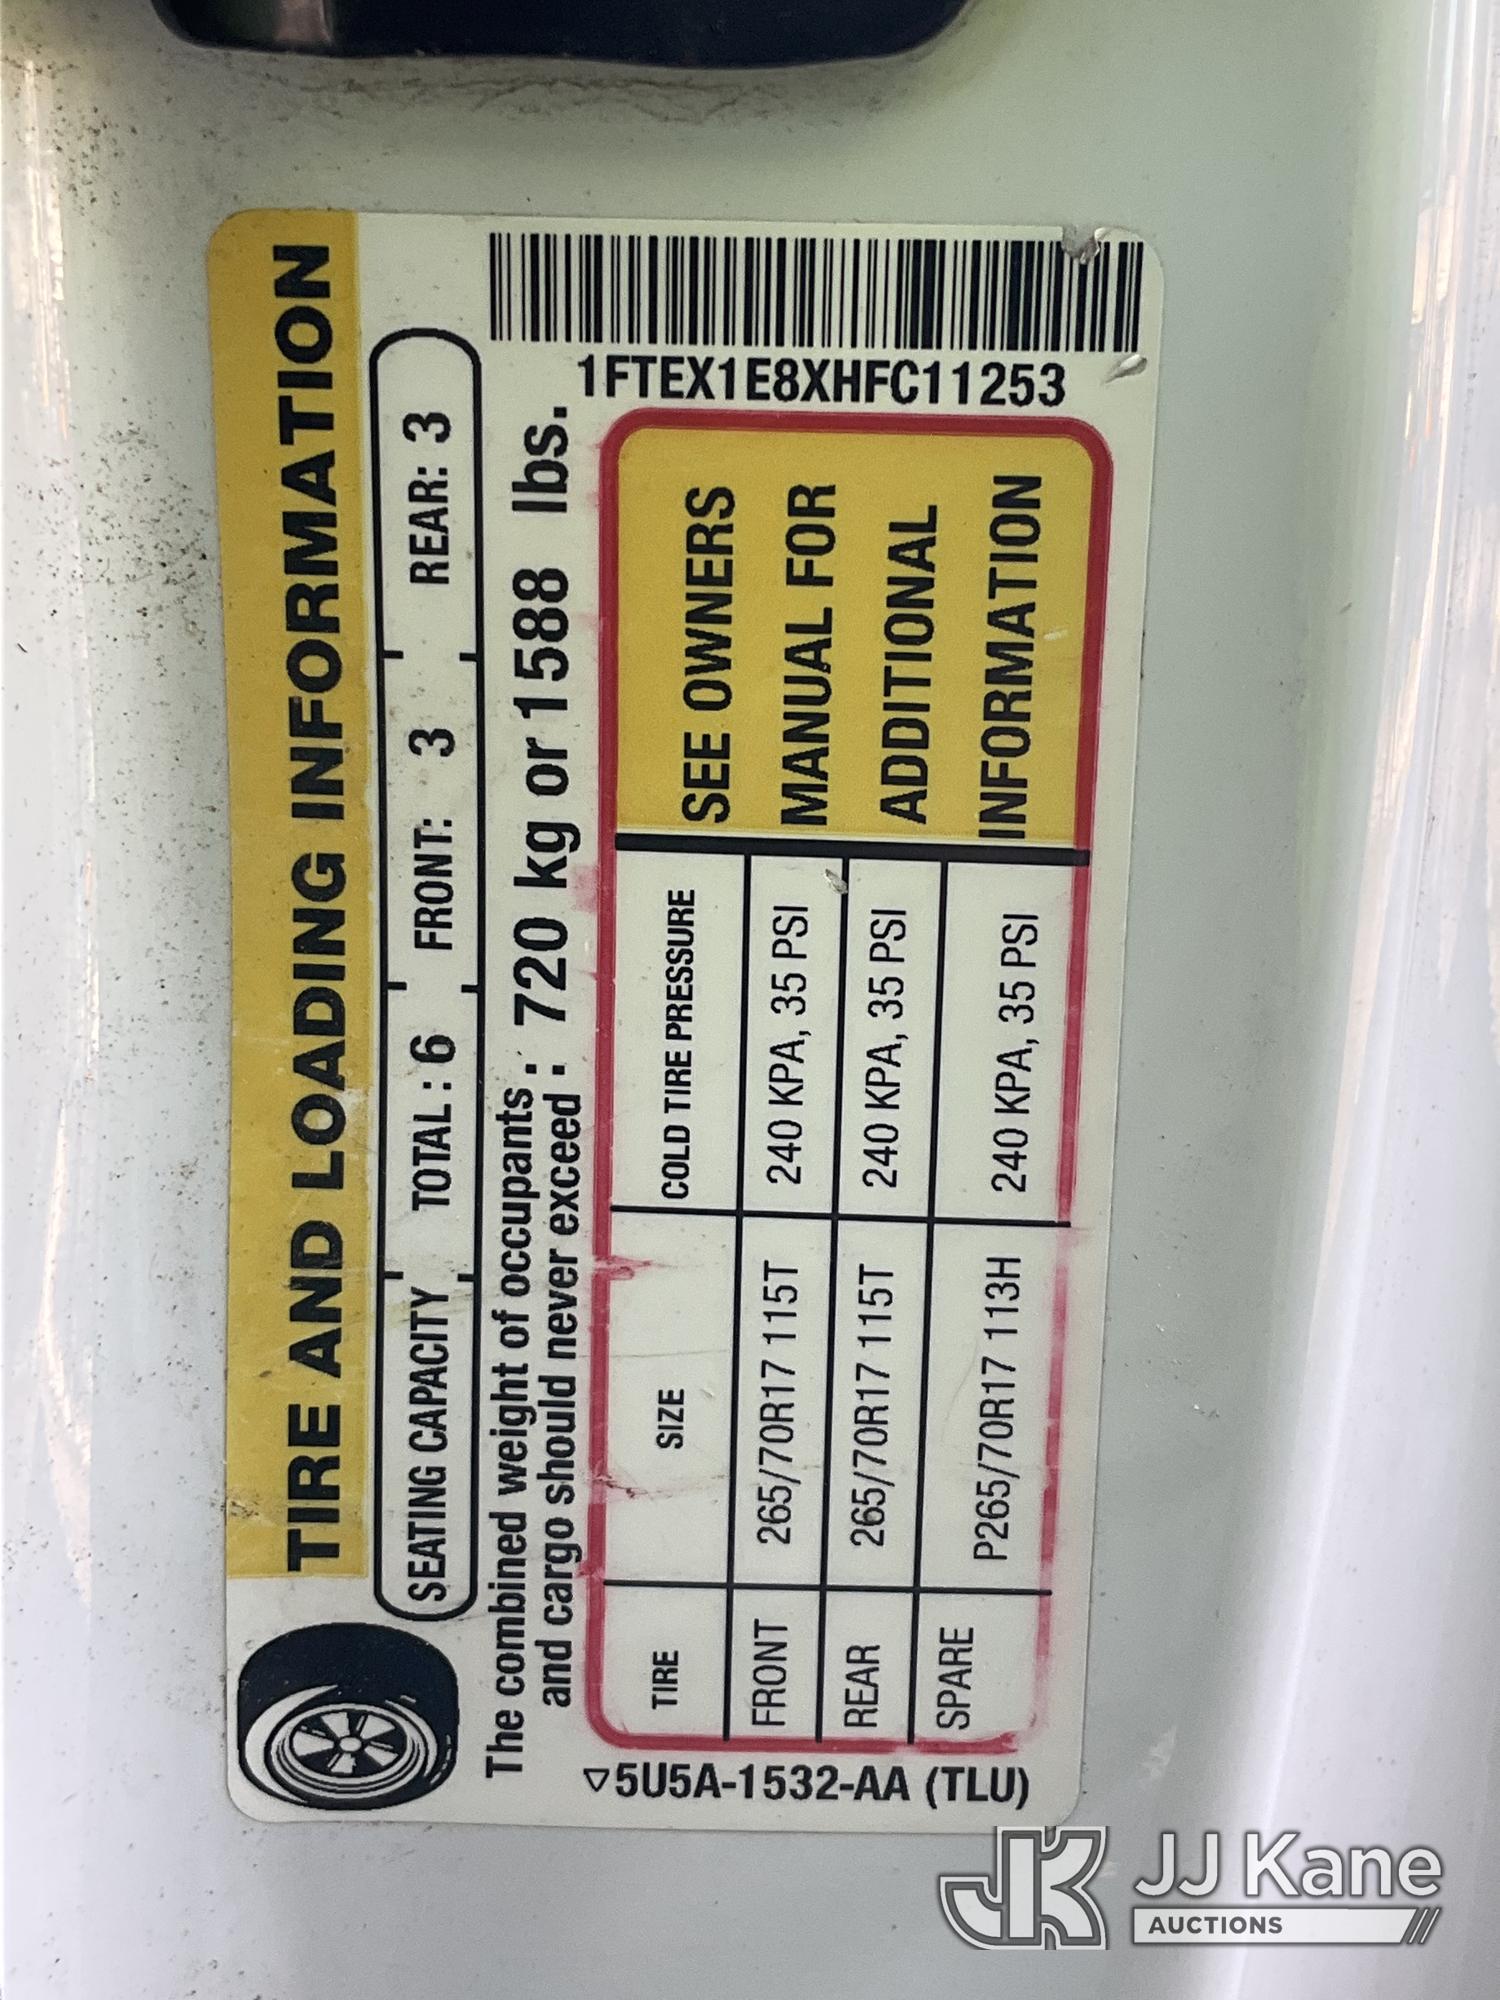 TIRE AND LOADING INFORMATION
SEATING CAPACITY TOTAL : 6 FRONT: 3 REAR: 3
The combined weight of occupants : 720 kg or 1588 lbs.
and cargo should never exceed :
1FTEX1E8XHFC11253
TIRE SIZE COLD TIRE PRESSURE
FRONT 265/70R17 115T 240 KPA, 35 PSI
REAR 265/70R17 115T 240 KPA, 35 PSI
SPARE P265/70R17 113H 240 KPA, 35 PSI
SEE OWNERS
MANUAL FOR
ADDITIONAL
INFORMATION
5U5A-1532-AA (TLU)
JK JJ Kane
AUCTIONS